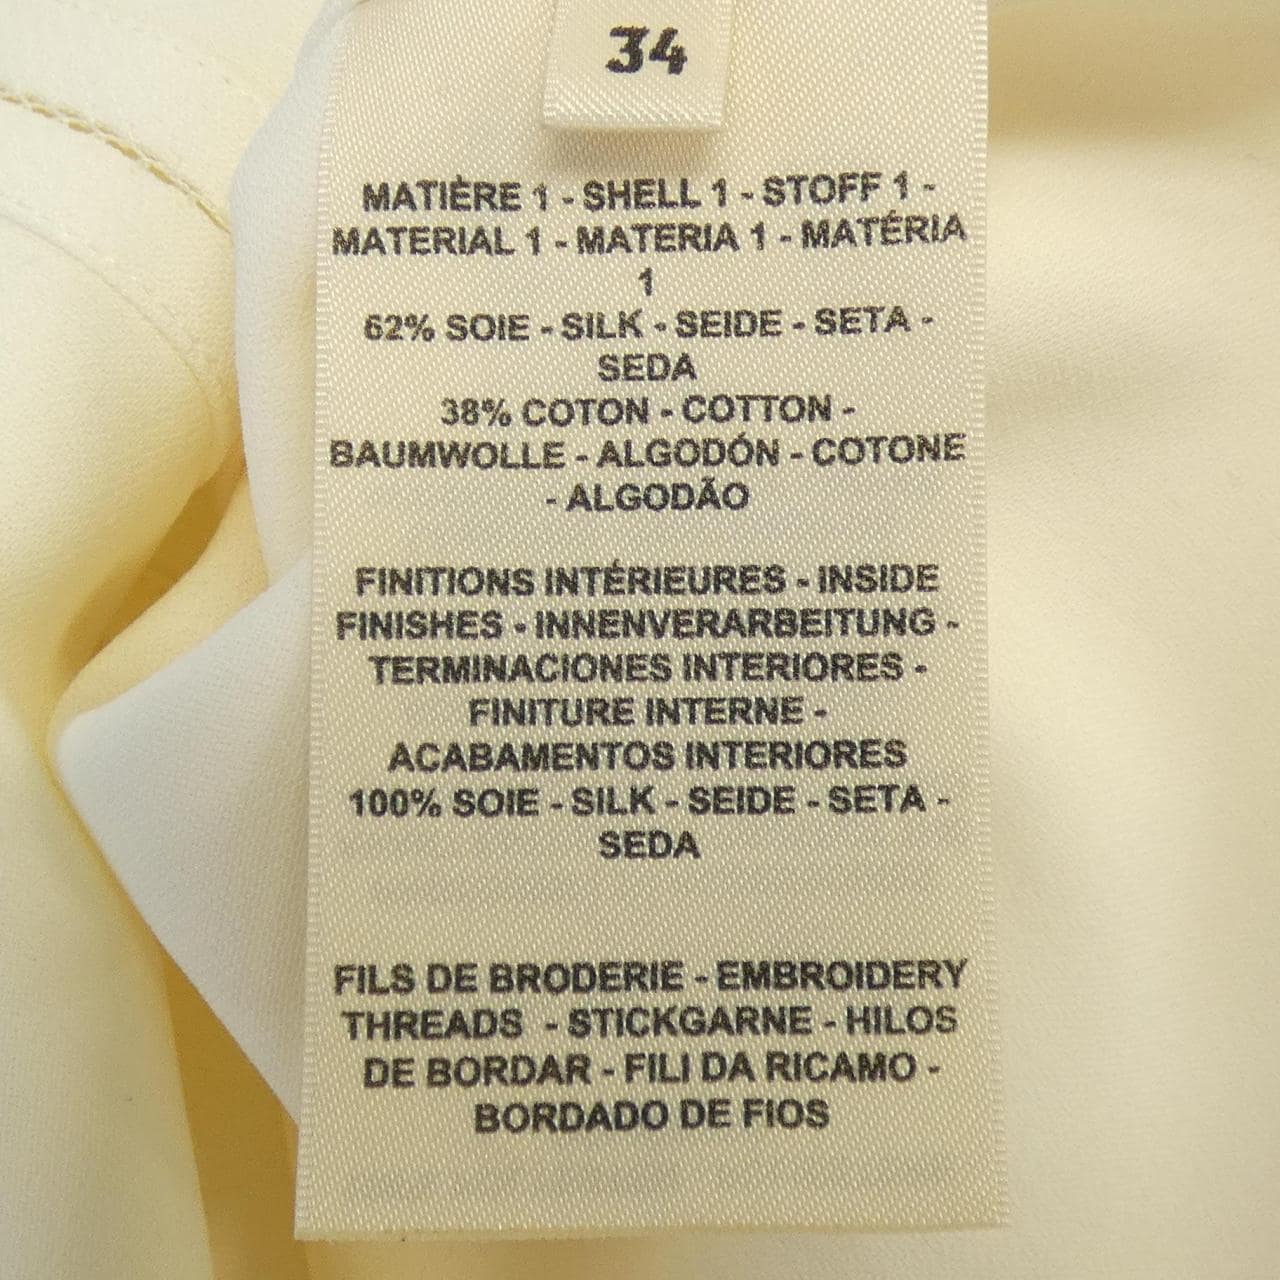 34
MATIÈRE 1 - SHELL 1 - STOFF 1 -
MATERIAL 1 - MATERIA 1 - MATÉRIA
1
62% SOIE - SILK - SEIDE - SETA -
SEDA
38% COTON - COTTON -
BAUMWOLLE - ALGODÓN - COTONE
- ALGODÃO
FINITIONS INTÉRIEURES - INSIDE
FINISHES - INNENVERARBEITUNG -
TERMINACIONES INTERIORES -
FINITURE INTERNE -
ACABAMENTOS INTERIORES
100% SOIE - SILK - SEIDE - SETA -
SEDA
FILS DE BRODERIE - EMBROIDERY
THREADS - STICKGARNE - HILOS
DE BORDAR - FILI DA RICAMO -
BORDADO DE FIOS